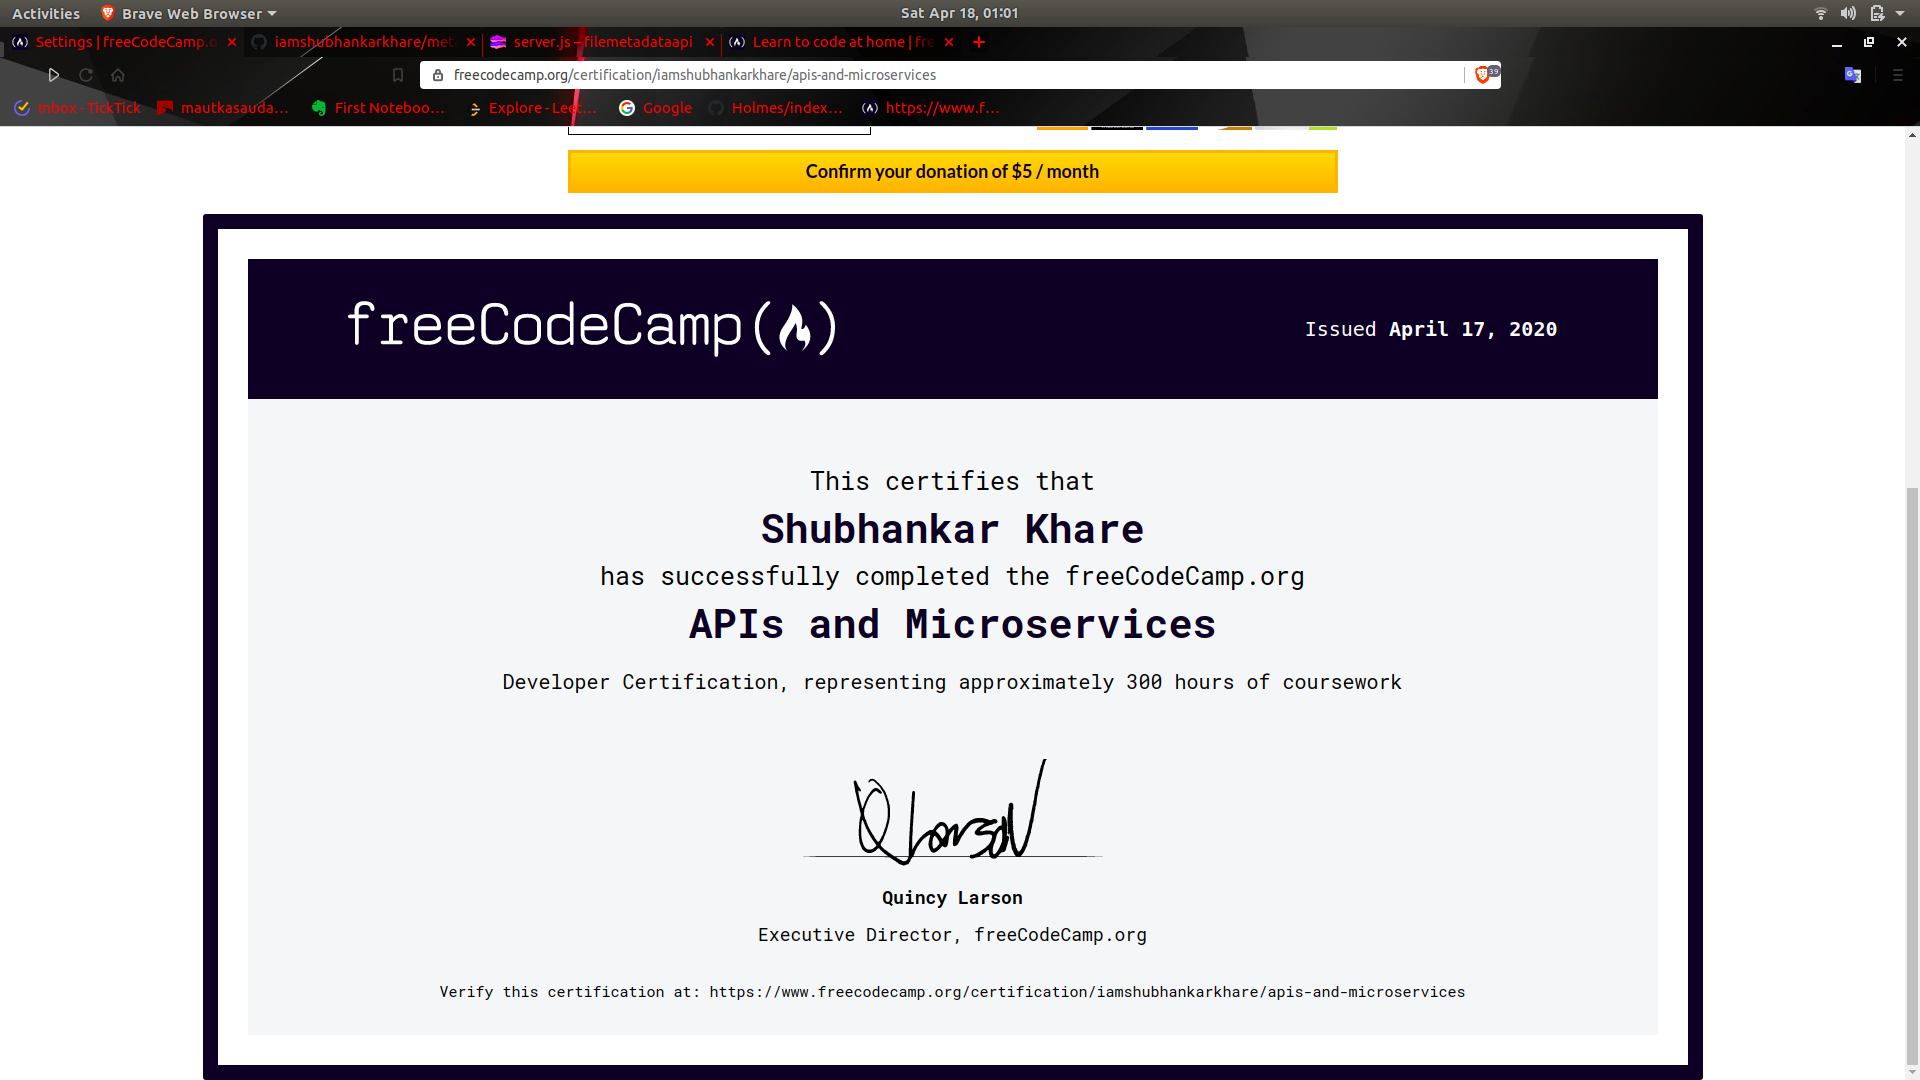 Activities
Brave Web Browser
Sat Apr 18, 01:01
Settings | freeCodeCamp.o
iamshubhankarkhare/met
server.js – filemetadataapi
Learn to code at home | fre
freecodecamp.org/certification/iamshubhankarkhare/apis-and-microservices
39
Inbox - TickTick
mautkasauda...
First Noteboo...
Explore - Leet...
Google
Holmes/index...
https://www.f...
Confirm your donation of $5 / month
freeCodeCamp
Issued April 17, 2020
This certifies that
Shubhankar Khare
has successfully completed the freeCodeCamp.org
APIs and Microservices
Developer Certification, representing approximately 300 hours of coursework
Q Larson
Quincy Larson
Executive Director, freeCodeCamp.org
Verify this certification at: https://www.freecodecamp.org/certification/iamshubhankarkhare/apis-and-microservices